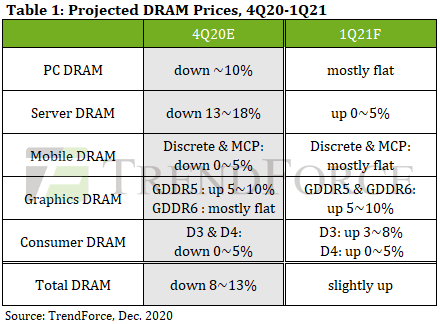 Table 1: Projected DRAM Prices, 4Q20-1Q21
4Q20E 1Q21F
PC DRAM down ~10% mostly flat
Server DRAM down 13~18% up 0~5%
Mobile DRAM Discrete & MCP: down 0~5% Discrete & MCP: mostly flat
Graphics DRAM GDDR5 : up 5~10% GDDR6 : mostly flat GDDR5 & GDDR6: up 5~10%
Consumer DRAM D3 & D4: down 0~5% D3: up 3~8% D4: up 0~5%
Total DRAM down 8~13% slightly up
Source: TrendForce, Dec. 2020
TRENDFORCE